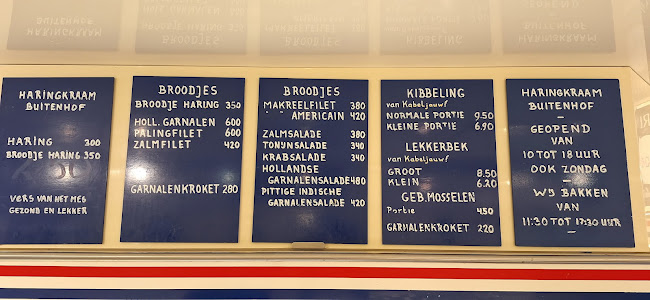 HARINGKRAAM
BUITENHOF
HARING 300
BROODJE HARING 350
VERS VAN HET MES
GEZOND EN LEKKER
BROODJES
BROODJE HARING 350
HOLL. GARNALEN 600
PALINGFILET 600
ZALMFILET 420
GARNALENKROKET 280
BROODJES
MAKREELFILET 380
" AMERICAIN 420
ZALMSALADE 380
TONIJNSALADE 340
KRABSALADE 340
HOLLANDSE
GARNALENSALADE 480
PITTIGE INDISCHE
GARNALENSALADE 420
KIBBELING
van Kabeljauw!
NORMALE PORTIE 9.50
KLEINE PORTIE 6.90
LEKKERBEK
van Kabeljauw!
GROOT 8.50
KLEIN 6.20
GEB. MOSSELEN
Portie 450
GARNALENKROKET 220
HARINGKRAAM
BUITENHOF
GEOPEND
VAN
10 TOT 18 UUR
OOK ZONDAG
WIJ BAKKEN
VAN
11:30 TOT 17:30 UUR